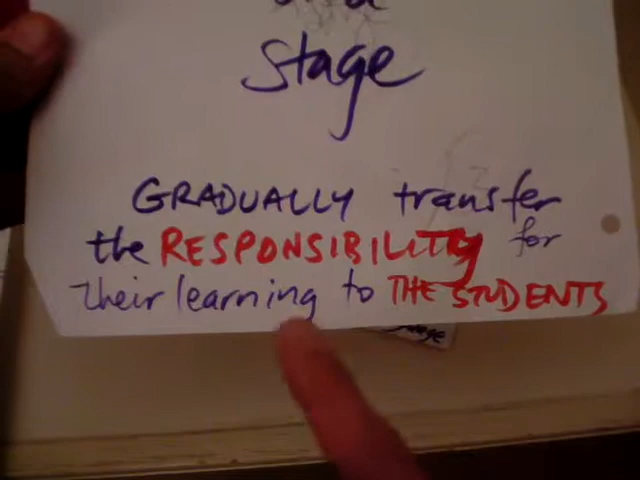 Stage
GRADUALLY transfer
the RESPONSIBILITY for
their learning to THE STUDENTS